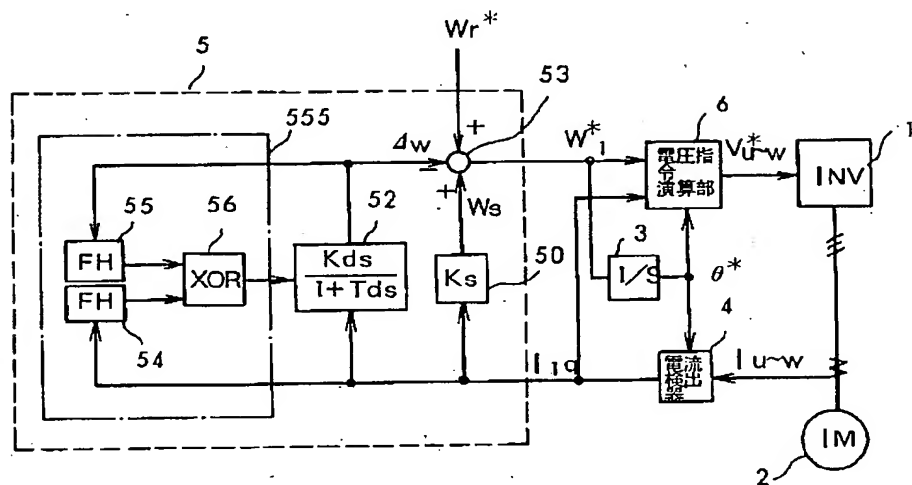 Wr*
5
53
555
6
1
Δw
W*1
電圧指
令
演算部
Vu~w*
INV
55
56
52
Ws
3
FH
XOR
Kds
1+Tds
Ks
50
1/S
θ*
FH
4
54
I1q
電流
検出
器
Iu~w
IM
2